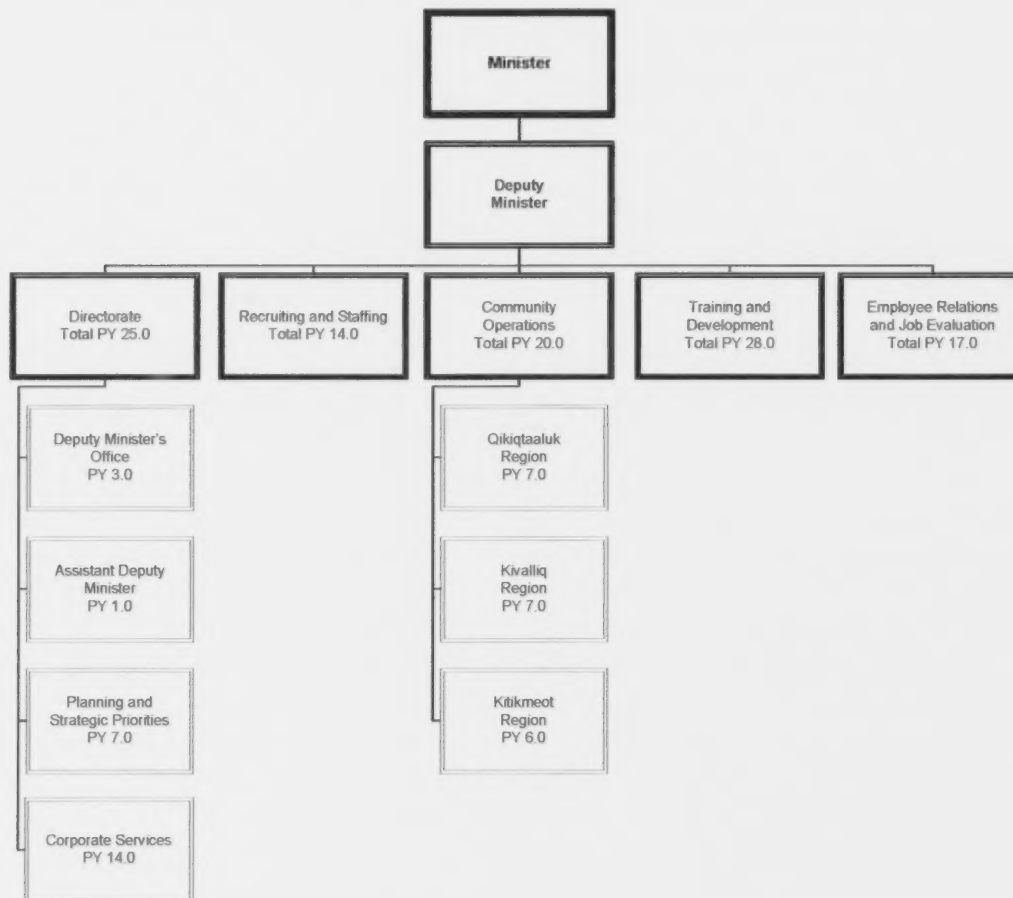 Minister
Deputy
Minister
Directorate
Total PY 25.0
Recruiting and Staffing
Total PY 14.0
Community
Operations
Total PY 20.0
Training and
Development
Total PY 28.0
Employee Relations
and Job Evaluation
Total PY 17.0
Deputy Minister's
Office
PY 3.0
Assistant Deputy
Minister
PY 1.0
Planning and
Strategic Priorities
PY 7.0
Corporate Services
PY 14.0
Qikiqtaaluk
Region
PY 7.0
Kivalliq
Region
PY 7.0
Kitikmeot
Region
PY 6.0